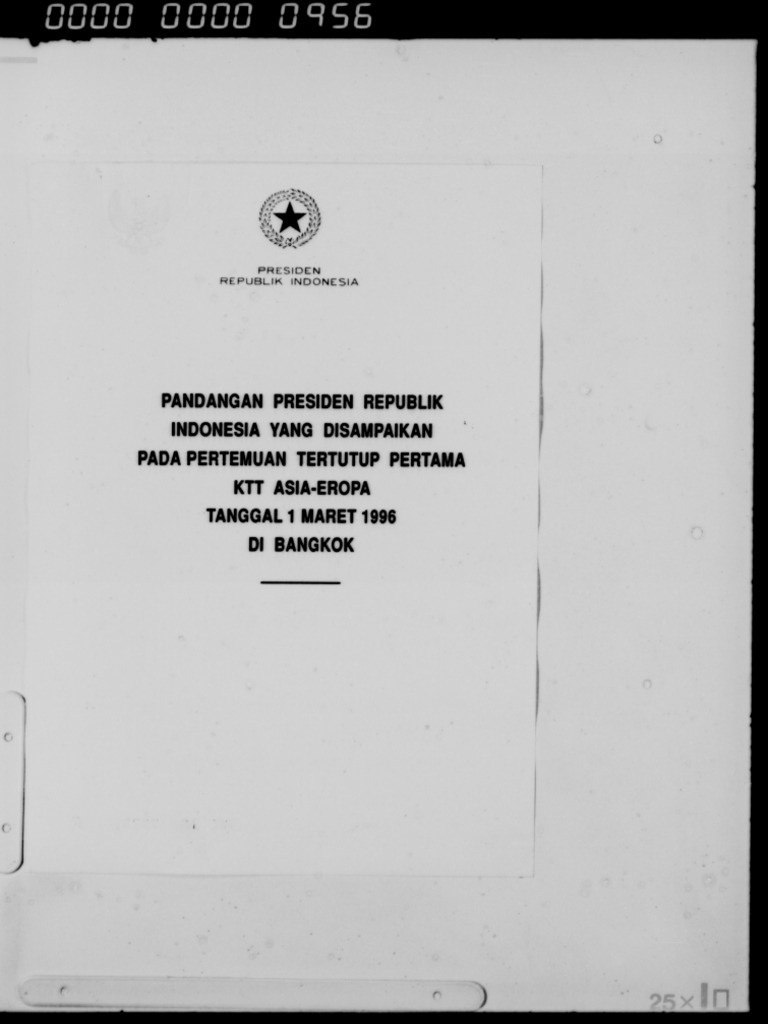 0000 0000 0956
PRESIDEN
REPUBLIK INDONESIA
PANDANGAN PRESIDEN REPUBLIK
INDONESIA YANG DISAMPAIKAN
PADA PERTEMUAN TERTUTUP PERTAMA
KTT ASIA-EROPA
TANGGAL 1 MARET 1996
DI BANGKOK
25×